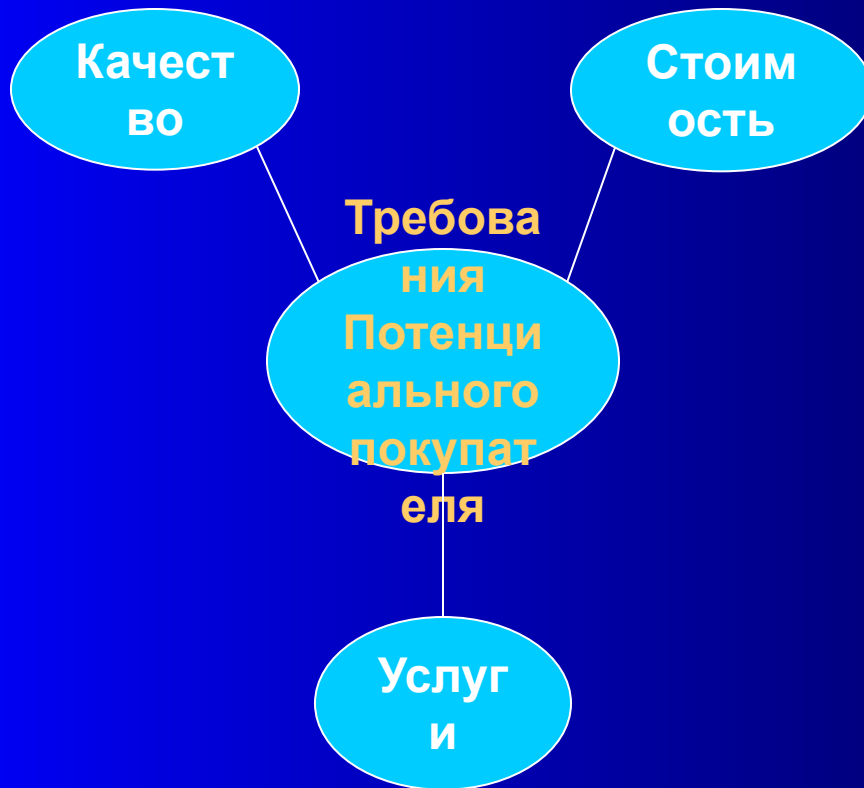 Качест
во
Стоим
ость
Требова
ния
Потенци
ального
покупат
еля
Услуг
и